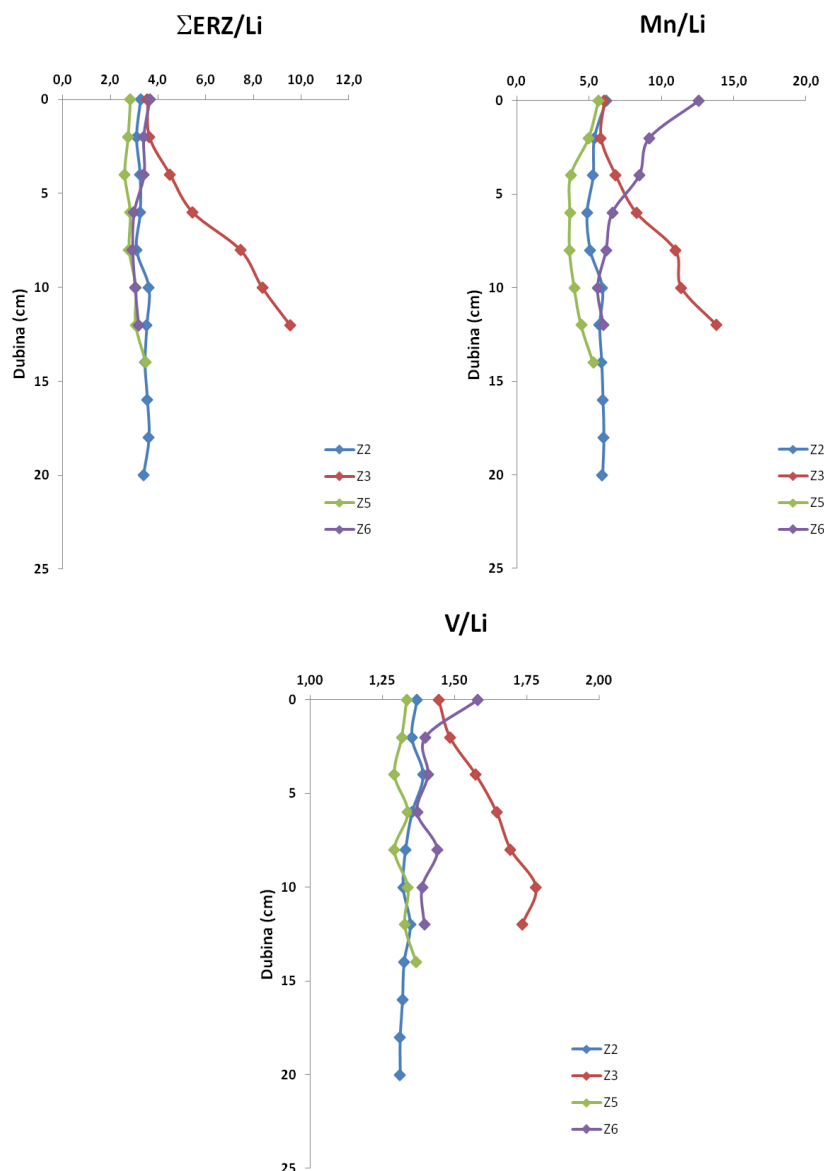 ΣERZ/Li
0,0 2,0 4,0 6,0 8,0 10,0 12,0
0
5
10
15
20
25
Dubina (cm)
Z2
Z3
Z5
Z6
Mn/Li
0,0 5,0 10,0 15,0 20,0
0
5
10
15
20
25
Dubina (cm)
Z2
Z3
Z5
Z6
V/Li
1,00 1,25 1,50 1,75 2,00
0
5
10
15
20
25
Dubina (cm)
Z2
Z3
Z5
Z6